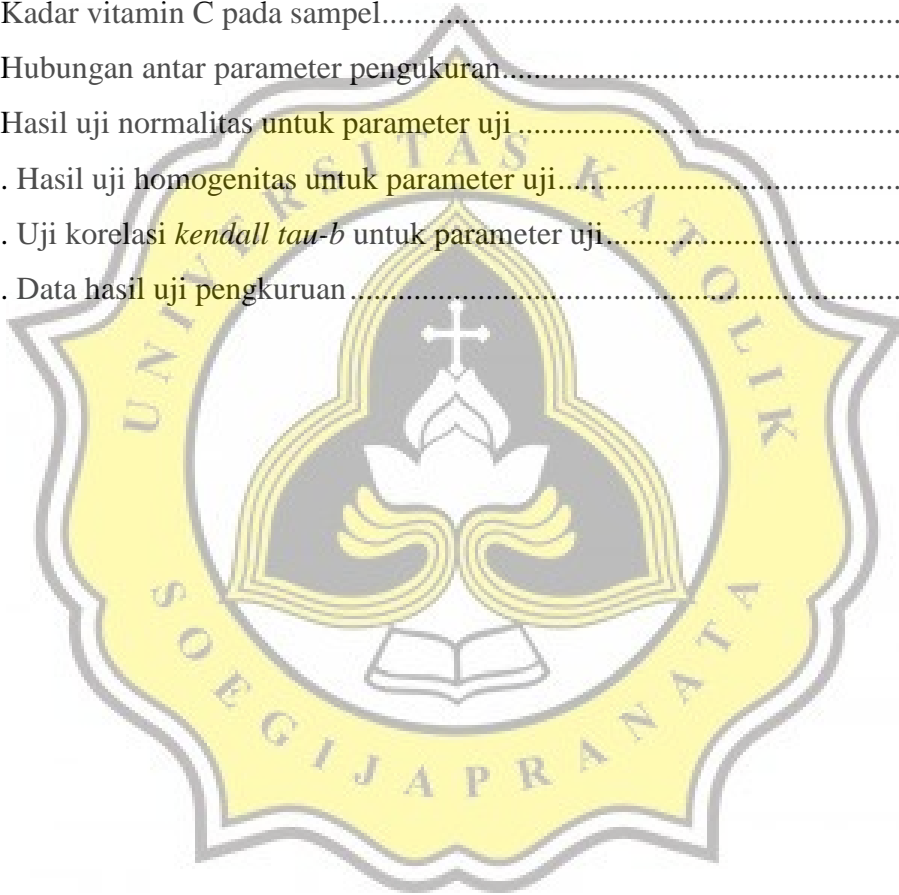 Kadar vitamin C pada sampel....................................................................
Hubungan antar parameter pengukuran....................................................
Hasil uji normalitas untuk parameter uji....................................................
. Hasil uji homogenitas untuk parameter uji..............................................
. Uji korelasi kendall tau-b untuk parameter uji........................................
. Data hasil uji pengkuruan........................................................................
UNIVERSITAS KATOLIK
SOEGIJAPRANATA